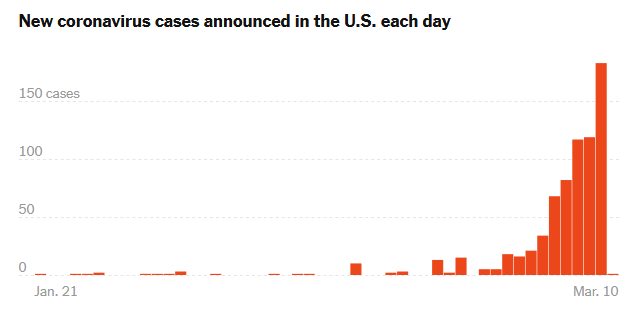 New coronavirus cases announced in the U.S. each day
150 cases
100
50
0
Jan. 21 Mar. 10